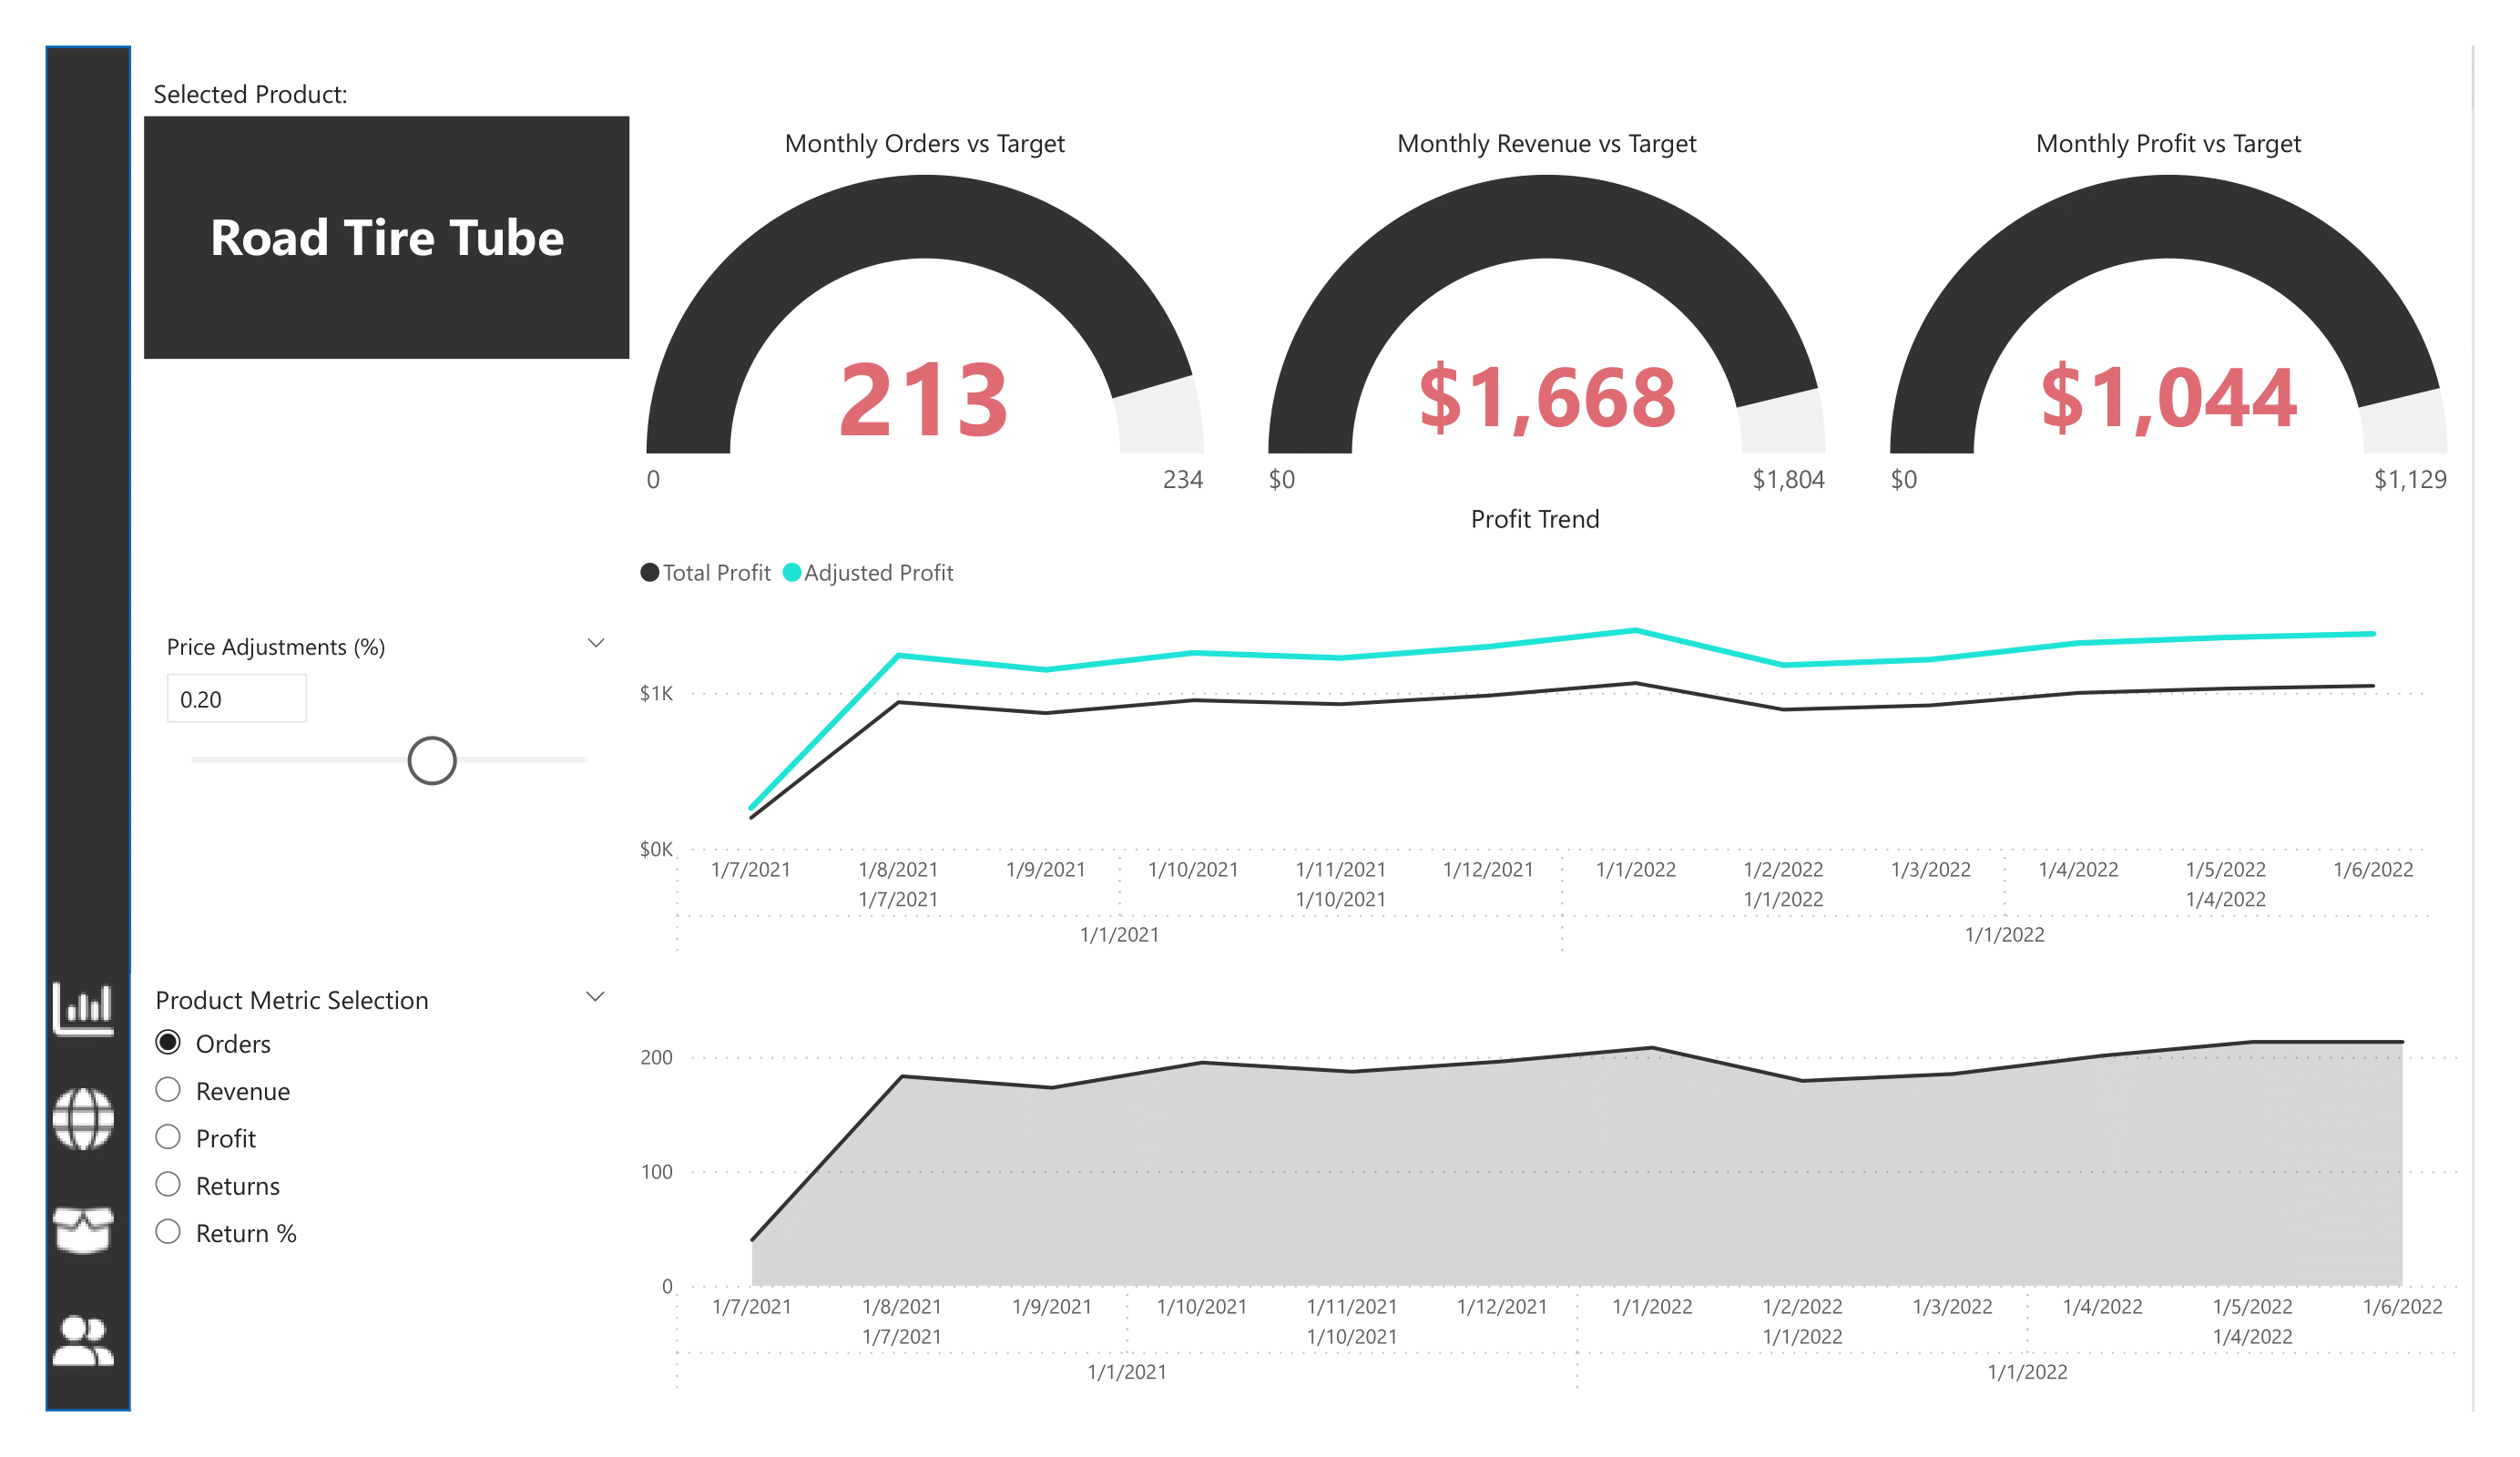 Selected Product:
Road Tire Tube
Monthly Orders vs Target
213
0
234
Monthly Revenue vs Target
$1,668
$0
$1,804
Monthly Profit vs Target
$1,044
$0
$1,129
Profit Trend
Total Profit Adjusted Profit
Price Adjustments (%)
0.20
$1K
$0K
1/7/2021 1/8/2021 1/9/2021 1/10/2021 1/11/2021 1/12/2021 1/1/2022 1/2/2022 1/3/2022 1/4/2022 1/5/2022 1/6/2022
1/7/2021 1/10/2021 1/1/2022 1/4/2022
1/1/2021 1/1/2022
Product Metric Selection
Orders
Revenue
Profit
Returns
Return %
200
100
0
1/7/2021 1/8/2021 1/9/2021 1/10/2021 1/11/2021 1/12/2021 1/1/2022 1/2/2022 1/3/2022 1/4/2022 1/5/2022 1/6/2022
1/7/2021 1/10/2021 1/1/2022 1/4/2022
1/1/2021 1/1/2022